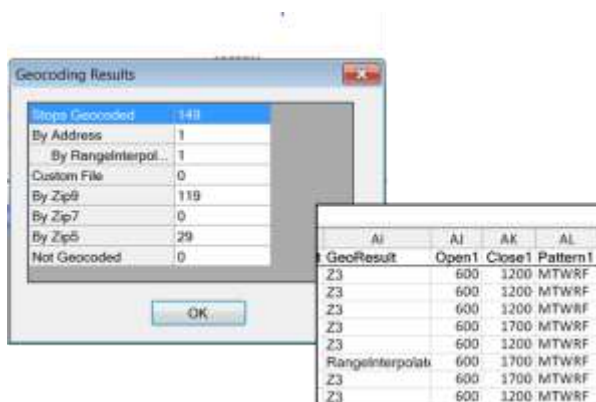 Geocoding Results
Stops Geocoded 149
By Address 1
By RangeInterpol... 1
Custom File 0
By Zip9 119
By Zip7 0
By Zip5 29
Not Geocoded 0
OK
AI AJ AK AL
GeoResult Open1 Close1 Pattern1
Z3 600 1200 MTWRF
Z3 600 1200 MTWRF
Z3 600 1200 MTWRF
Z3 600 1700 MTWRF
Z3 600 1200 MTWRF
RangeInterpolat 600 1700 MTWRF
Z3 600 1700 MTWRF
Z3 600 1200 MTWRF